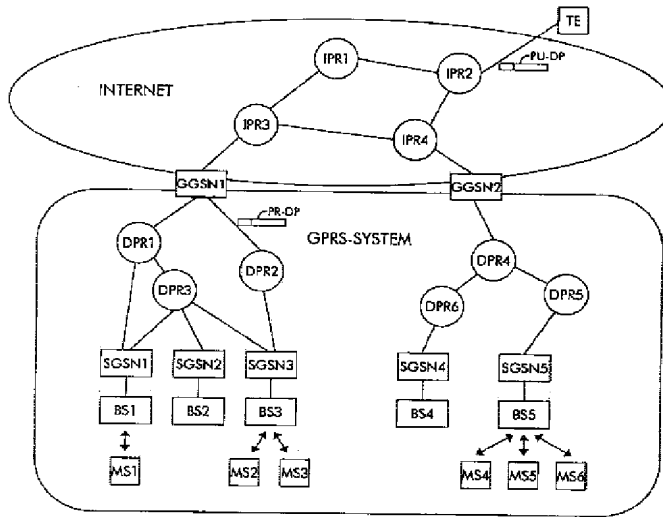 TE
IPR1
IPR2
PU-DP
INTERNET
IPR3
IPR4
GGSN1
GGSN2
PR-DP
GPRS-SYSTEM
DPR1
DPR2
DPR4
DPR3
DPR6
DPR5
SGSN1
SGSN2
SGSN3
SGSN4
SGSN5
BS1
BS2
BS3
BS4
BS5
MS1
MS2
MS3
MS4
MS5
MS6